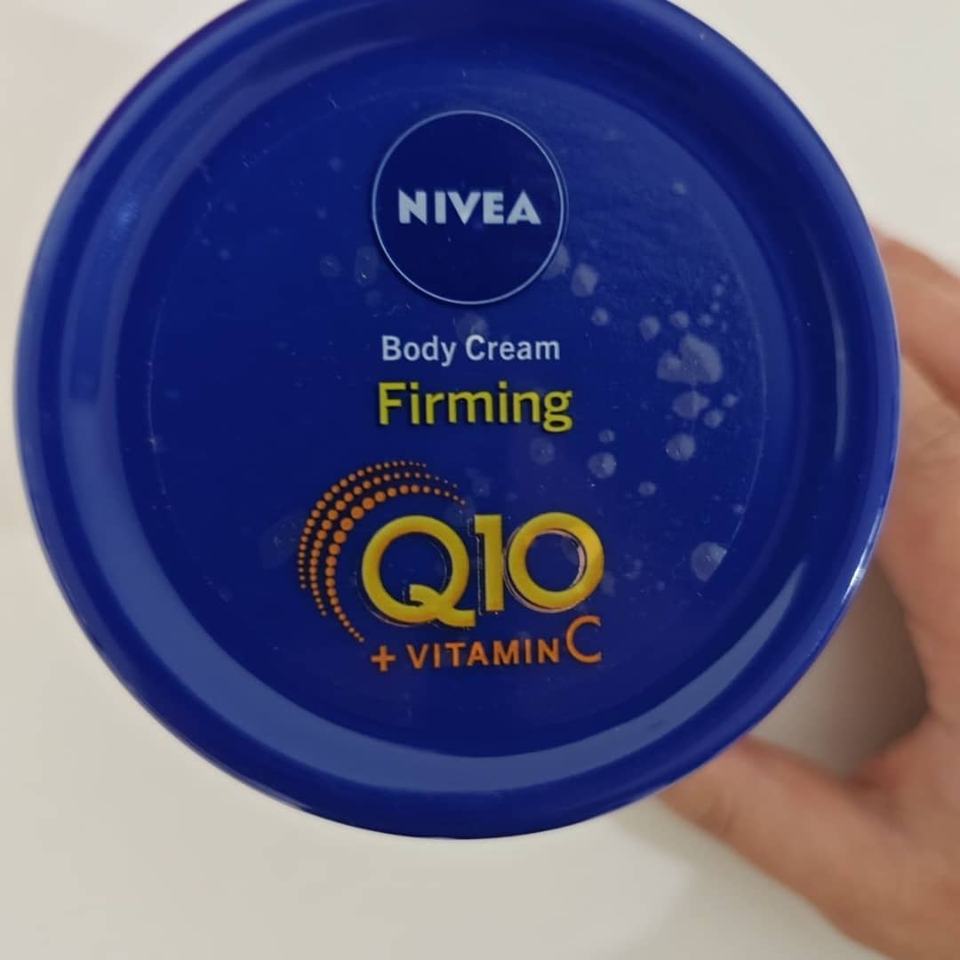 NIVEA
Body Cream
Firming
Q10
+ VITAMIN C